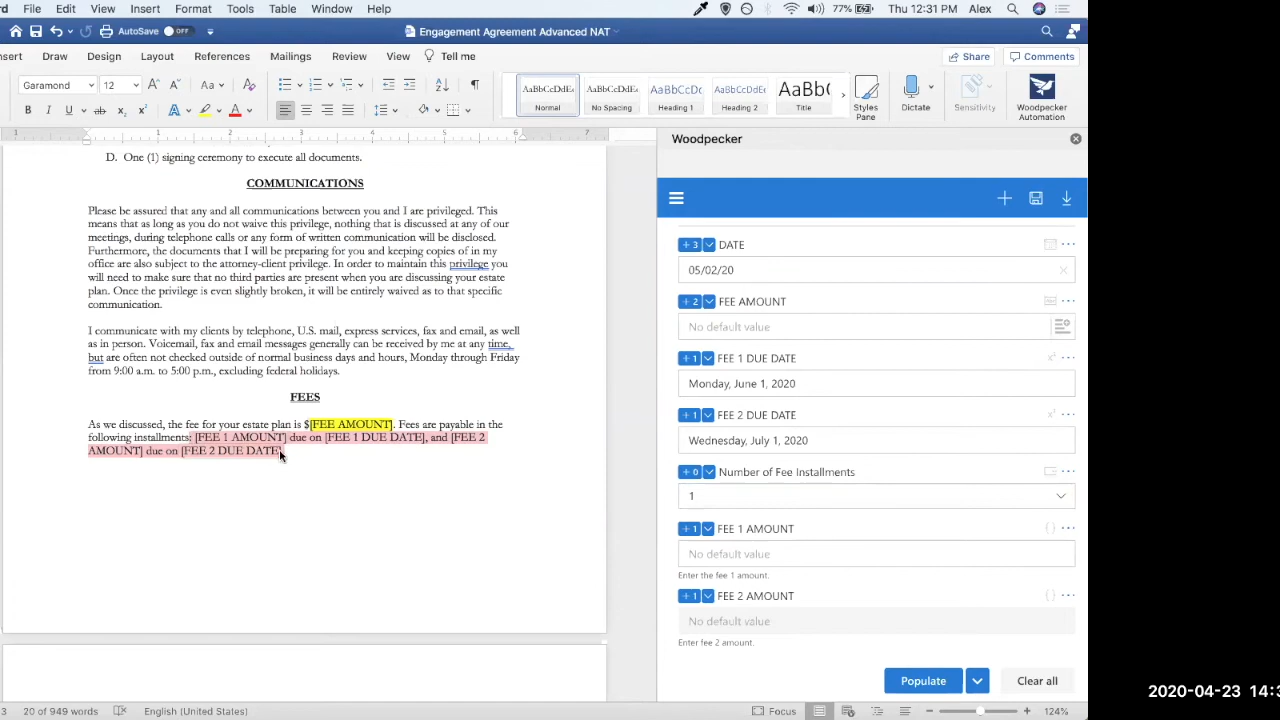 File Edit View Insert Format Tools Table Window Help 77% Thu 12:31 PM Alex
AutoSave OFF Engagement Agreement Advanced NAT
Draw Design Layout References Mailings Review View Tell me Share Comments
Garamond 12 Aa
AaBbCcDdEe AaBbCcDdEe AaBbCcDd AaBbCcDdEe AaBb(
Normal No Spacing Heading 1 Heading 2 Title
Styles Pane Dictate Sensitivity Woodpecker Automation
1 1 2 3 4 5 6 7
D. One (1) signing ceremony to execute all documents.
COMMUNICATIONS
Please be assured that any and all communications between you and I are privileged. This
means that as long as you do not waive this privilege, nothing that is discussed at any of our
meetings, during telephone calls or any form of written communication will be disclosed.
Furthermore, the documents that I will be preparing for you and keeping copies of in my
office are also subject to the attorney-client privilege. In order to maintain this privilege you
will need to make sure that no third parties are present when you are discussing your estate
plan. Once the privilege is even slightly broken, it will be entirely waived as to that specific
communication.
I communicate with my clients by telephone, U.S. mail, express services, fax and email, as well
as in person. Voicemail, fax and email messages generally can be received by me at any time,
but are often not checked outside of normal business days and hours, Monday through Friday
from 9:00 a.m. to 5:00 p.m., excluding federal holidays.
FEES
As we discussed, the fee for your estate plan is $[FEE AMOUNT]. Fees are payable in the
following installments: [FEE 1 AMOUNT] due on [FEE 1 DUE DATE], and [FEE 2
AMOUNT] due on [FEE 2 DUE DATE].
Woodpecker
+ 3 DATE
05/02/20
+ 2 FEE AMOUNT
No default value
+ 1 FEE 1 DUE DATE
Monday, June 1, 2020
+ 1 FEE 2 DUE DATE
Wednesday, July 1, 2020
+ 0 Number of Fee Installments
1
+ 1 FEE 1 AMOUNT
No default value
Enter the fee 1 amount.
+ 1 FEE 2 AMOUNT
No default value
Enter fee 2 amount.
Populate Clear all
20 of 949 words English (United States) Focus 124%
2020-04-23 14:3